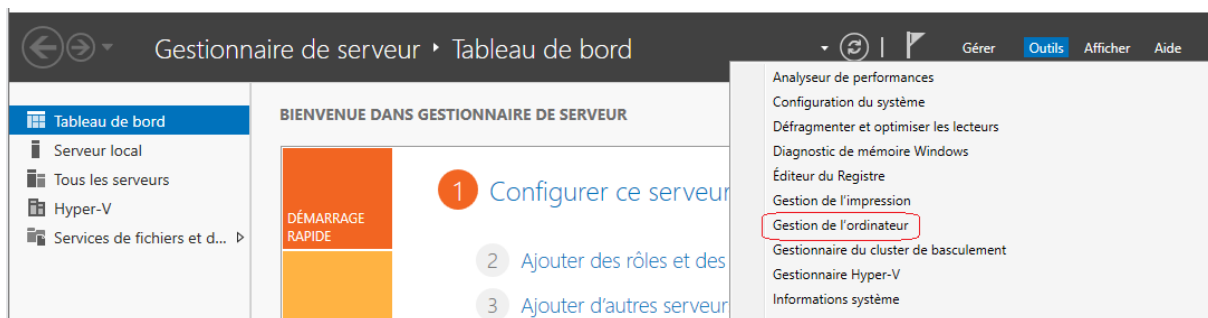 Gestionnaire de serveur ‣ Tableau de bord
Gérer Outils Afficher Aide
Tableau de bord
Serveur local
Tous les serveurs
Hyper-V
Services de fichiers et d...
BIENVENUE DANS GESTIONNAIRE DE SERVEUR
DÉMARRAGE
RAPIDE
1 Configurer ce serveur
2 Ajouter des rôles et des
3 Ajouter d'autres serveur
Analyseur de performances
Configuration du système
Défragmenter et optimiser les lecteurs
Diagnostic de mémoire Windows
Éditeur du Registre
Gestion de l'impression
Gestion de l'ordinateur
Gestionnaire du cluster de basculement
Gestionnaire Hyper-V
Informations système